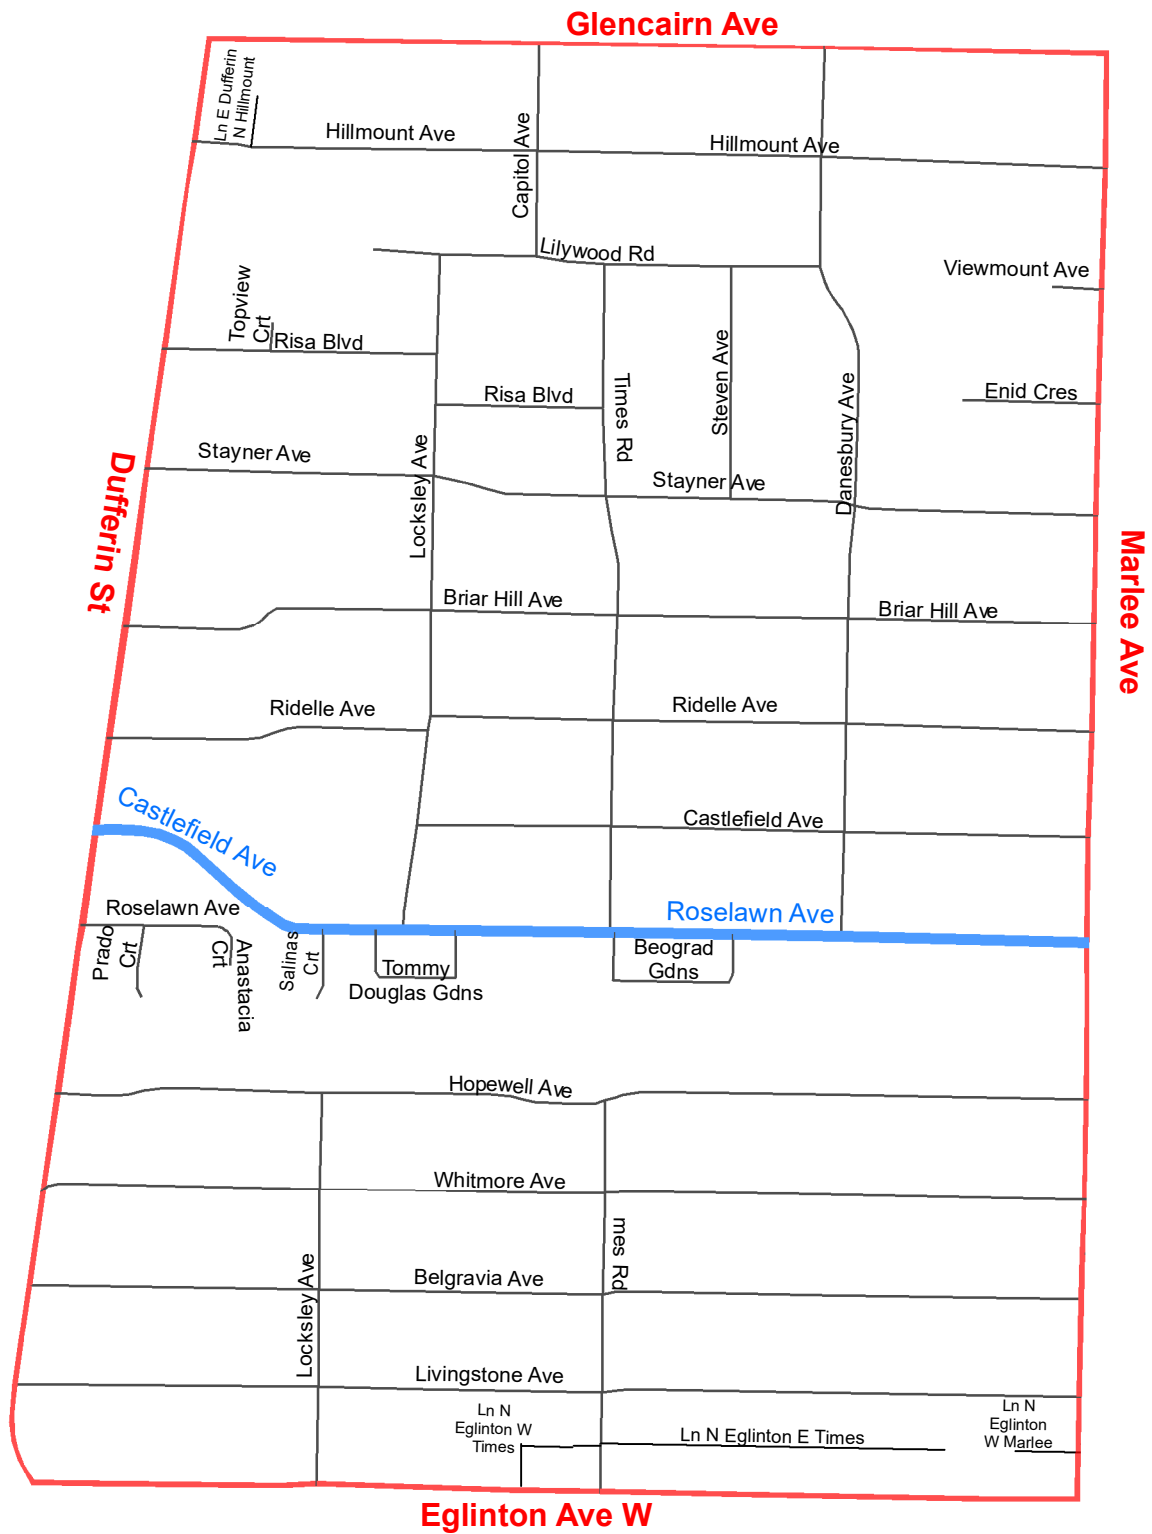 Glencairn Ave
Ln E Dufferin
N Hillmount
Hillmount Ave
Capitol Ave
Hillmount Ave
Lilywood Rd
Viewmount Ave
Topview
Crt
Risa Blvd
Risa Blvd
Times Rd
Steven Ave
Danesbury Ave
Enid Cres
Stayner Ave
Locksley Ave
Stayner Ave
Dufferin St
Marlee Ave
Briar Hill Ave
Briar Hill Ave
Ridelle Ave
Ridelle Ave
Castlefield Ave
Castlefield Ave
Roselawn Ave
Roselawn Ave
Prado
Crt
Anastacia
Crt
Salinas
Crt
Tommy
Douglas Gdns
Beograd
Gdns
Hopewell Ave
Whitmore Ave
mes Rd
Locksley Ave
Belgravia Ave
Livingstone Ave
Ln N
Eglinton W
Times
Ln N Eglinton E Times
Ln N
Eglinton
W Marlee
Eglinton Ave W